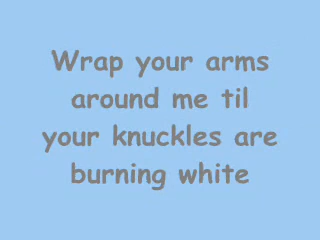 Wrap your arms
around me til
your knuckles are
burning white